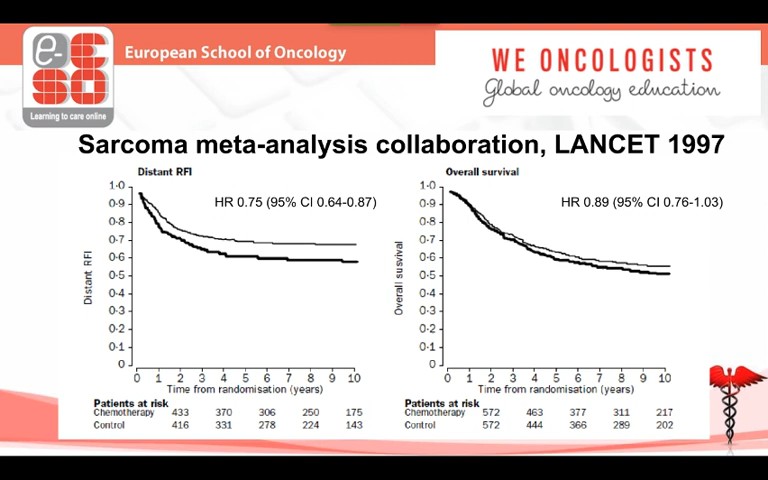 e-ESO
Learning to care online
European School of Oncology
WE ONCOLOGISTS
Global oncology education
Sarcoma meta-analysis collaboration, LANCET 1997
Distant RFI
HR 0.75 (95% CI 0.64-0.87)
Distant RFI
1·0
0·9
0·8
0·7
0·6
0·5
0·4
0·3
0·2
0·1
0
0 1 2 3 4 5 6 7 8 9 10
Time from randomisation (years)
Patients at risk
Chemotherapy 433 370 306 250 175
Control 416 331 278 224 143
Overall survival
HR 0.89 (95% CI 0.76-1.03)
Overall survival
1·0
0·9
0·8
0·7
0·6
0·5
0·4
0·3
0·2
0·1
0
0 1 2 3 4 5 6 7 8 9 10
Time from randomisation (years)
Patients at risk
Chemotherapy 572 463 377 311 217
Control 572 444 366 289 202